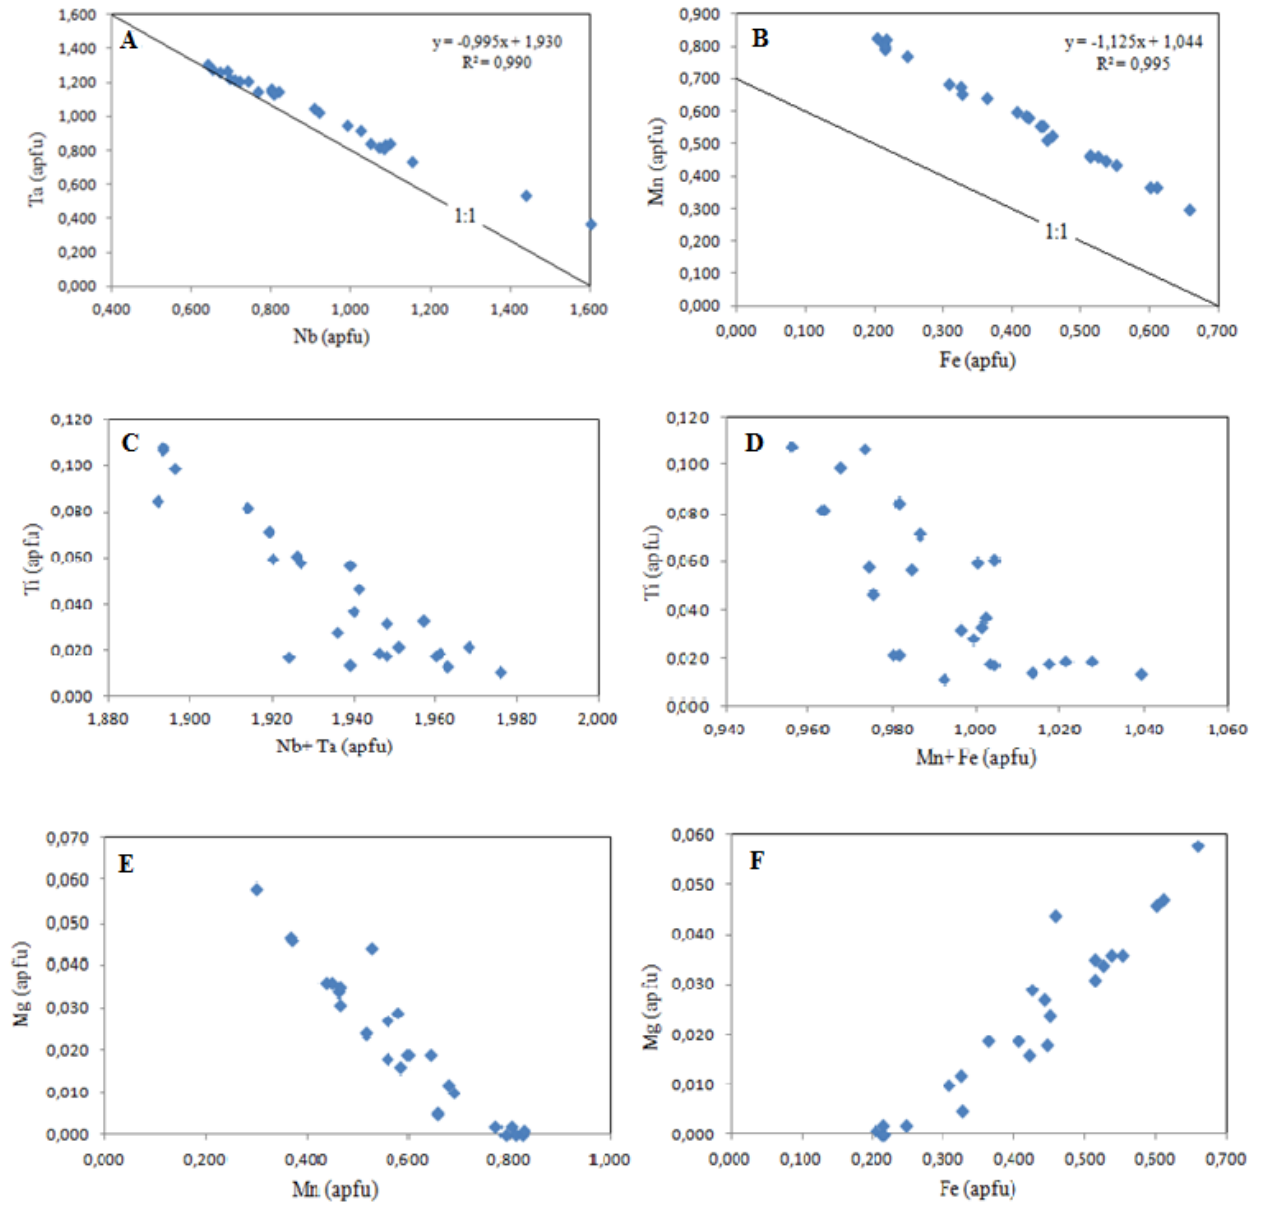 A
y = -0,995x + 1,930
R² = 0,990
1,600
1,400
1,200
1,000
0,800
0,600
0,400
0,200
0,000
Ta (apfu)
1:1
0,400 0,600 0,800 1,000 1,200 1,400 1,600
Nb (apfu)
B
y = -1,125x + 1,044
R² = 0,995
0,900
0,800
0,700
0,600
0,500
0,400
0,300
0,200
0,100
0,000
Mn (apfu)
1:1
0,000 0,100 0,200 0,300 0,400 0,500 0,600 0,700
Fe (apfu)
C
0,120
0,100
0,080
0,060
0,040
0,020
0,000
Ti (apfu)
1,880 1,900 1,920 1,940 1,960 1,980 2,000
Nb+Ta (apfu)
D
0,120
0,100
0,080
0,060
0,040
0,020
0,000
Ti (apfu)
0,940 0,960 0,980 1,000 1,020 1,040 1,060
Mn+Fe (apfu)
E
0,070
0,060
0,050
0,040
0,030
0,020
0,010
0,000
Mg (apfu)
0,000 0,200 0,400 0,600 0,800 1,000
Mn (apfu)
F
0,060
0,050
0,040
0,030
0,020
0,010
0,000
Mg (apfu)
0,000 0,100 0,200 0,300 0,400 0,500 0,500 0,700
Fe (apfu)